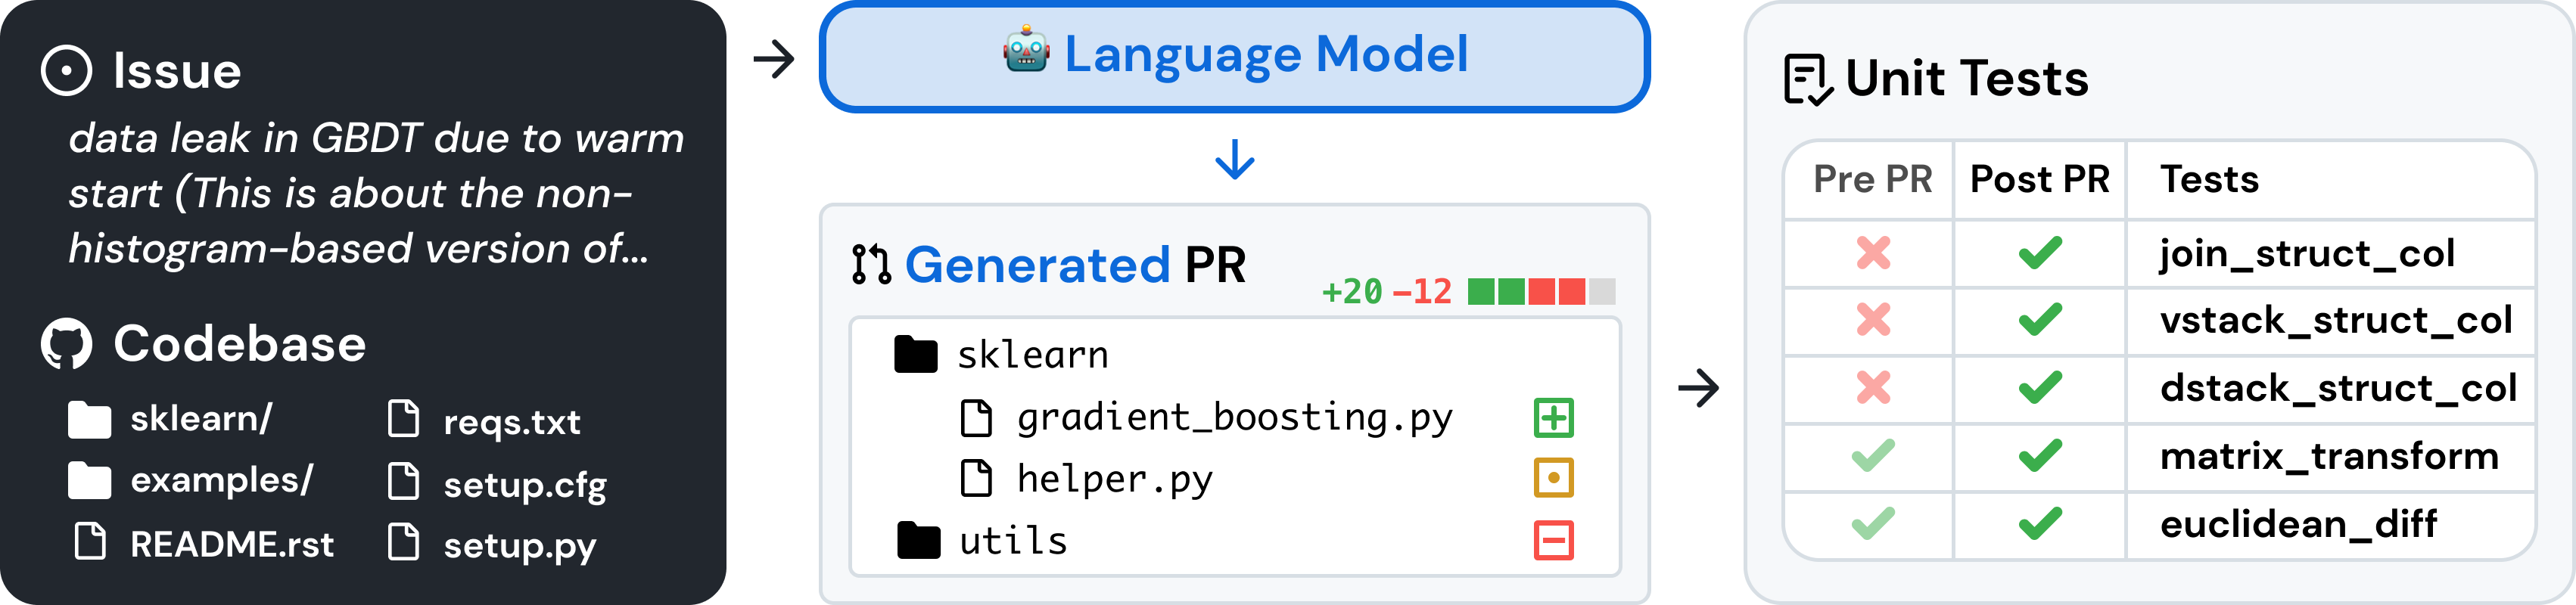 Issue
data leak in GBDT due to warm
start (This is about the non-
histogram-based version of...
Codebase
sklearn/
examples/
README.rst
reqs.txt
setup.cfg
setup.py
Language Model
Generated PR
+20 -12
sklearn
gradient_boosting.py
helper.py
utils
Unit Tests
Pre PR Post PR Tests
join_struct_col
vstack_struct_col
dstack_struct_col
matrix_transform
euclidean_diff